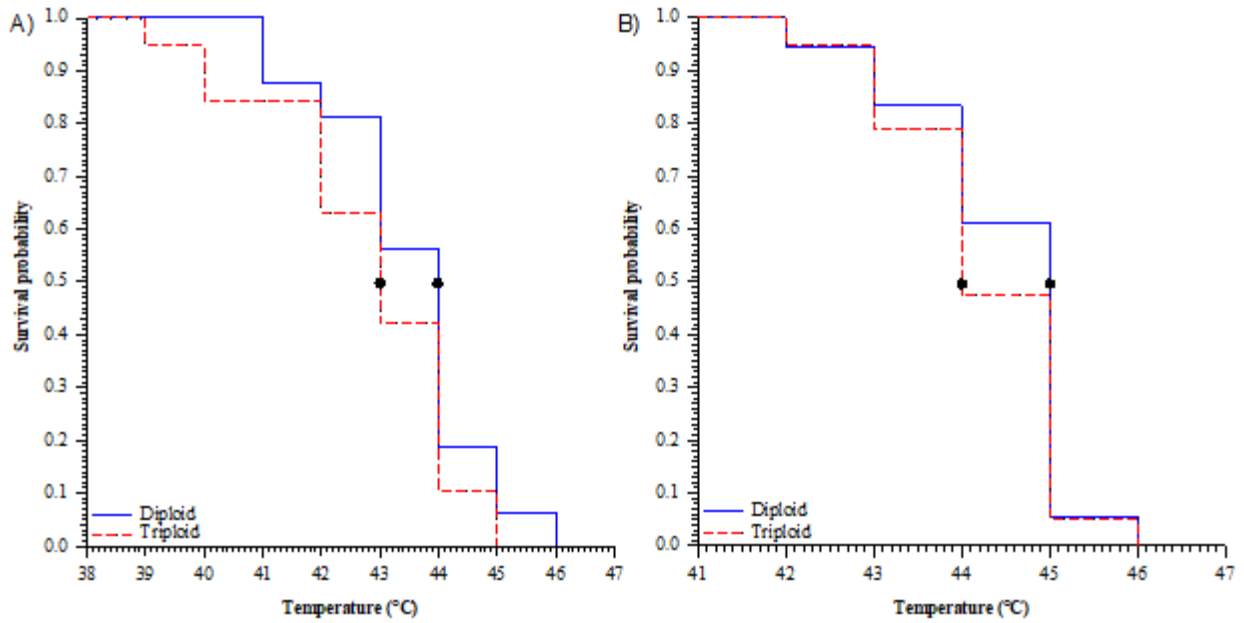 A)
Survival probability
1.0
0.9
0.8
0.7
0.6
0.5
0.4
0.3
0.2
0.1
0.0
Diploid
Triploid
38 39 40 41 42 43 44 45 46 47
Temperature (°C)
B)
Survival probability
1.0
0.9
0.8
0.7
0.6
0.5
0.4
0.3
0.2
0.1
0.0
Diploid
Triploid
41 42 43 44 45 46 47
Temperature (°C)